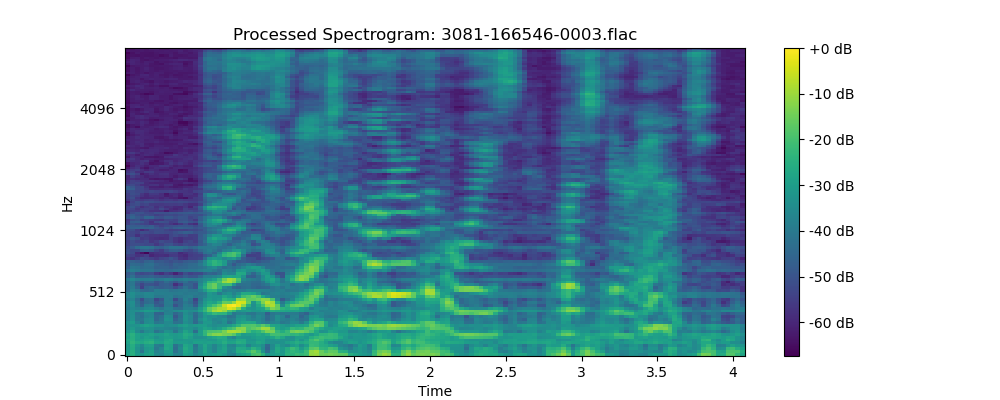 Processed Spectrogram: 3081-166546-0003.flac
Hz
4096
2048
1024
512
0
0 0.5 1 1.5 2 2.5 3 3.5 4
Time
+0 dB
-10 dB
-20 dB
-30 dB
-40 dB
-50 dB
-60 dB